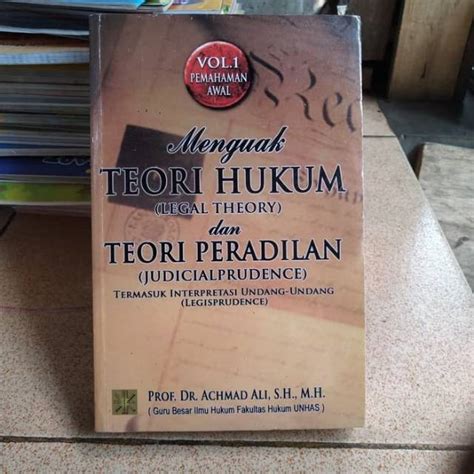 VOL.1
PEMAHAMAN
AWAL
Menguak
TEORI HUKUM
(LEGAL THEORY)
dan
TEORI PERADILAN
(JUDICIALPRUDENCE)
TERMASUK INTERPRETASI UNDANG-UNDANG
(LEGISPRUDENCE)
PROF. DR. ACHMAD ALI, S.H., M.H.
( Guru Besar Ilmu Hukum Fakultas Hukum UNHAS )